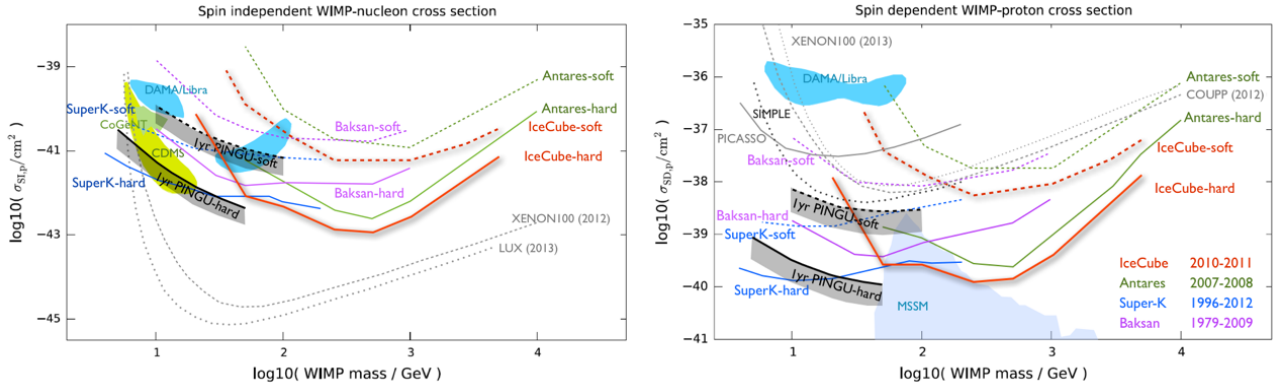 Spin independent WIMP-nucleon cross section
−39
−41
−43
−45
log10( σSI,p/cm²)
1
2
3
4
log10( WIMP mass / GeV)
DAMA/Libra
SuperK-soft
CoGeNT
CDMS
1yr PINGU-soft
1yr PINGU-hard
SuperK-hard
Baksan-soft
Baksan-hard
Antares-soft
Antares-hard
IceCube-soft
IceCube-hard
XENON100 (2012)
LUX (2013)
Spin dependent WIMP-proton cross section
−35
−36
−37
−38
−39
−40
−41
log10( σSD,p/cm²)
1
2
3
4
log10( WIMP mass / GeV)
XENON100 (2013)
DAMA/Libra
SIMPLE
PICASSO
Baksan-soft
1yr PINGU-soft
Baksan-hard
SuperK-soft
1yr PINGU-hard
SuperK-hard
MSSM
Antares-soft
COUPP (2012)
Antares-hard
IceCube-soft
IceCube-hard
IceCube 2010-2011
Antares 2007-2008
Super-K 1996-2012
Baksan 1979-2009